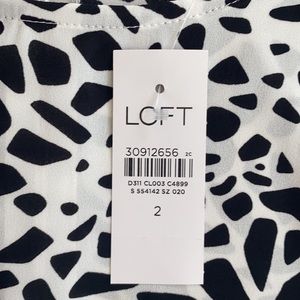 LOFT
30912656 2C
D311 CL003 C4899
S 554142 SZ 020
2